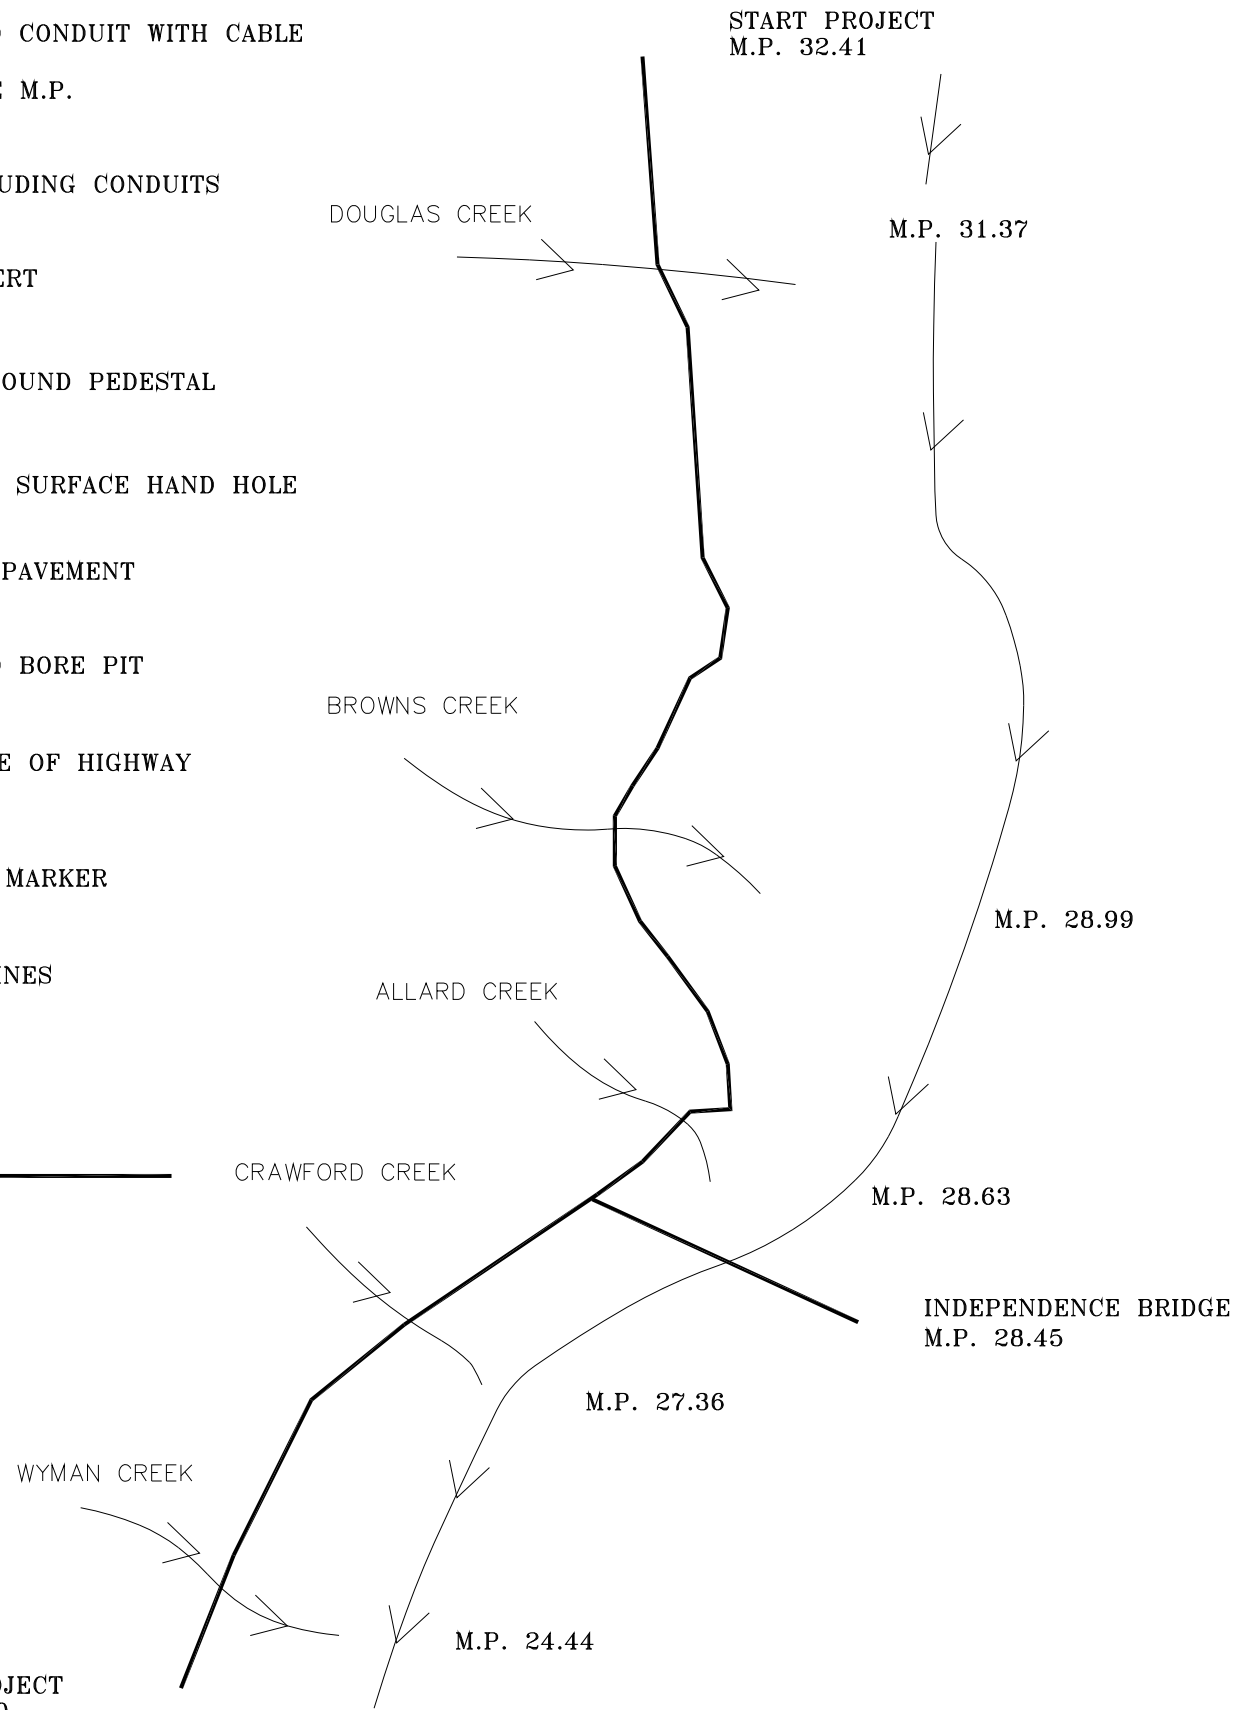 CONDUIT WITH CABLE
M.P.
UDING CONDUITS
ERT
OUND PEDESTAL
SURFACE HAND HOLE
PAVEMENT
BORE PIT
E OF HIGHWAY
MARKER
INES
START PROJECT
M.P. 32.41
DOUGLAS CREEK
M.P. 31.37
BROWNS CREEK
M.P. 28.99
ALLARD CREEK
CRAWFORD CREEK
M.P. 28.63
INDEPENDENCE BRIDGE
M.P. 28.45
M.P. 27.36
WYMAN CREEK
M.P. 24.44
OJECT